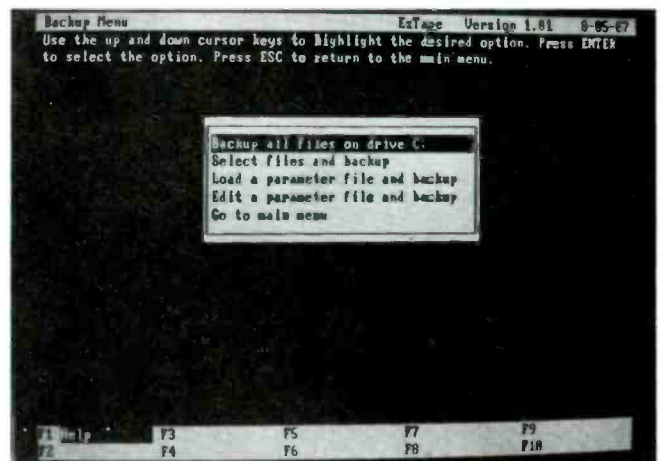 Backup Menu EzTape Version 1.01 8-05-87
Use the up and down cursor keys to highlight the desired option. Press ENTER
to select the option. Press ESC to return to the main menu.
Backup all files on drive C:
Select files and backup
Load a parameter file and backup
Edit a parameter file and backup
Go to main menu
F1 Help F3 F5 F7 F9
F2 F4 F6 F8 F10